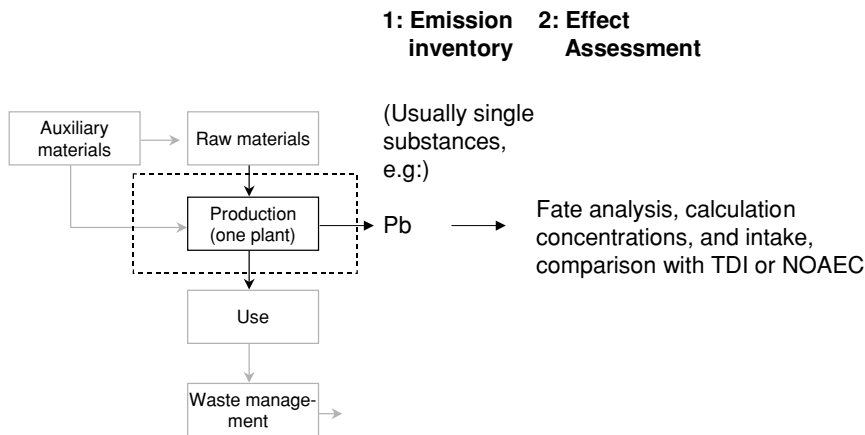 1: Emission
inventory
2: Effect
Assessment
(Usually single
substances,
e.g:)
Auxiliary
materials
Raw materials
Production
(one plant)
Pb
Fate analysis, calculation
concentrations, and intake,
comparison with TDI or NOAEC
Use
Waste manage-
ment